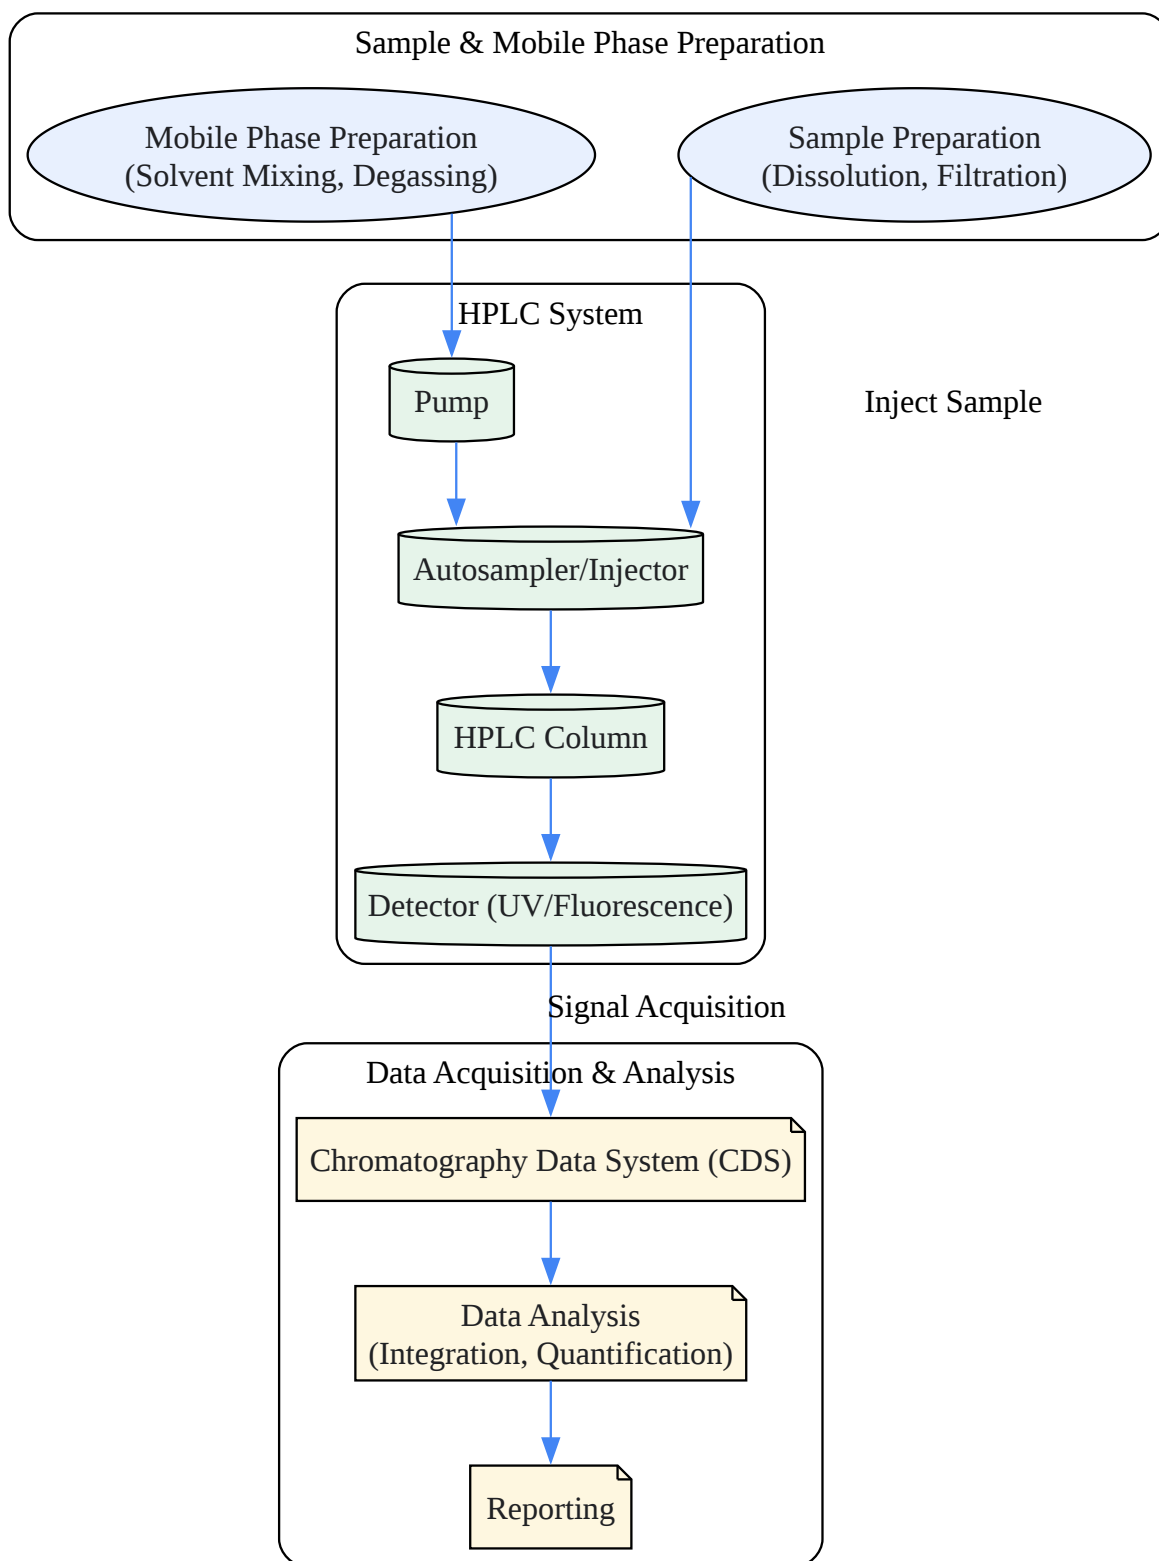 Sample & Mobile Phase Preparation
Mobile Phase Preparation
(Solvent Mixing, Degassing)
Sample Preparation
(Dissolution, Filtration)
HPLC System
Pump
Inject Sample
Autosampler/Injector
HPLC Column
Detector (UV/Fluorescence)
Signal Acquisition
Data Acquisition & Analysis
Chromatography Data System (CDS)
Data Analysis
(Integration, Quantification)
Reporting